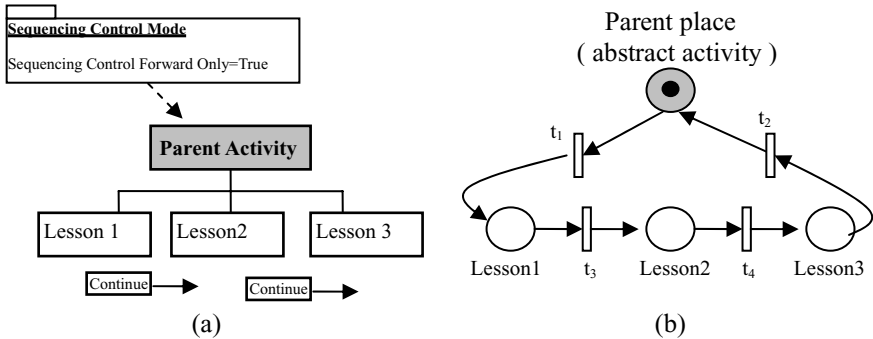 Sequencing Control Mode
Sequencing Control Forward Only=True
Parent Activity
Lesson 1
Lesson2
Lesson 3
Continue
Continue
(a)
Parent place
( abstract activity )
t1
t2
Lesson1
t3
Lesson2
t4
Lesson3
(b)